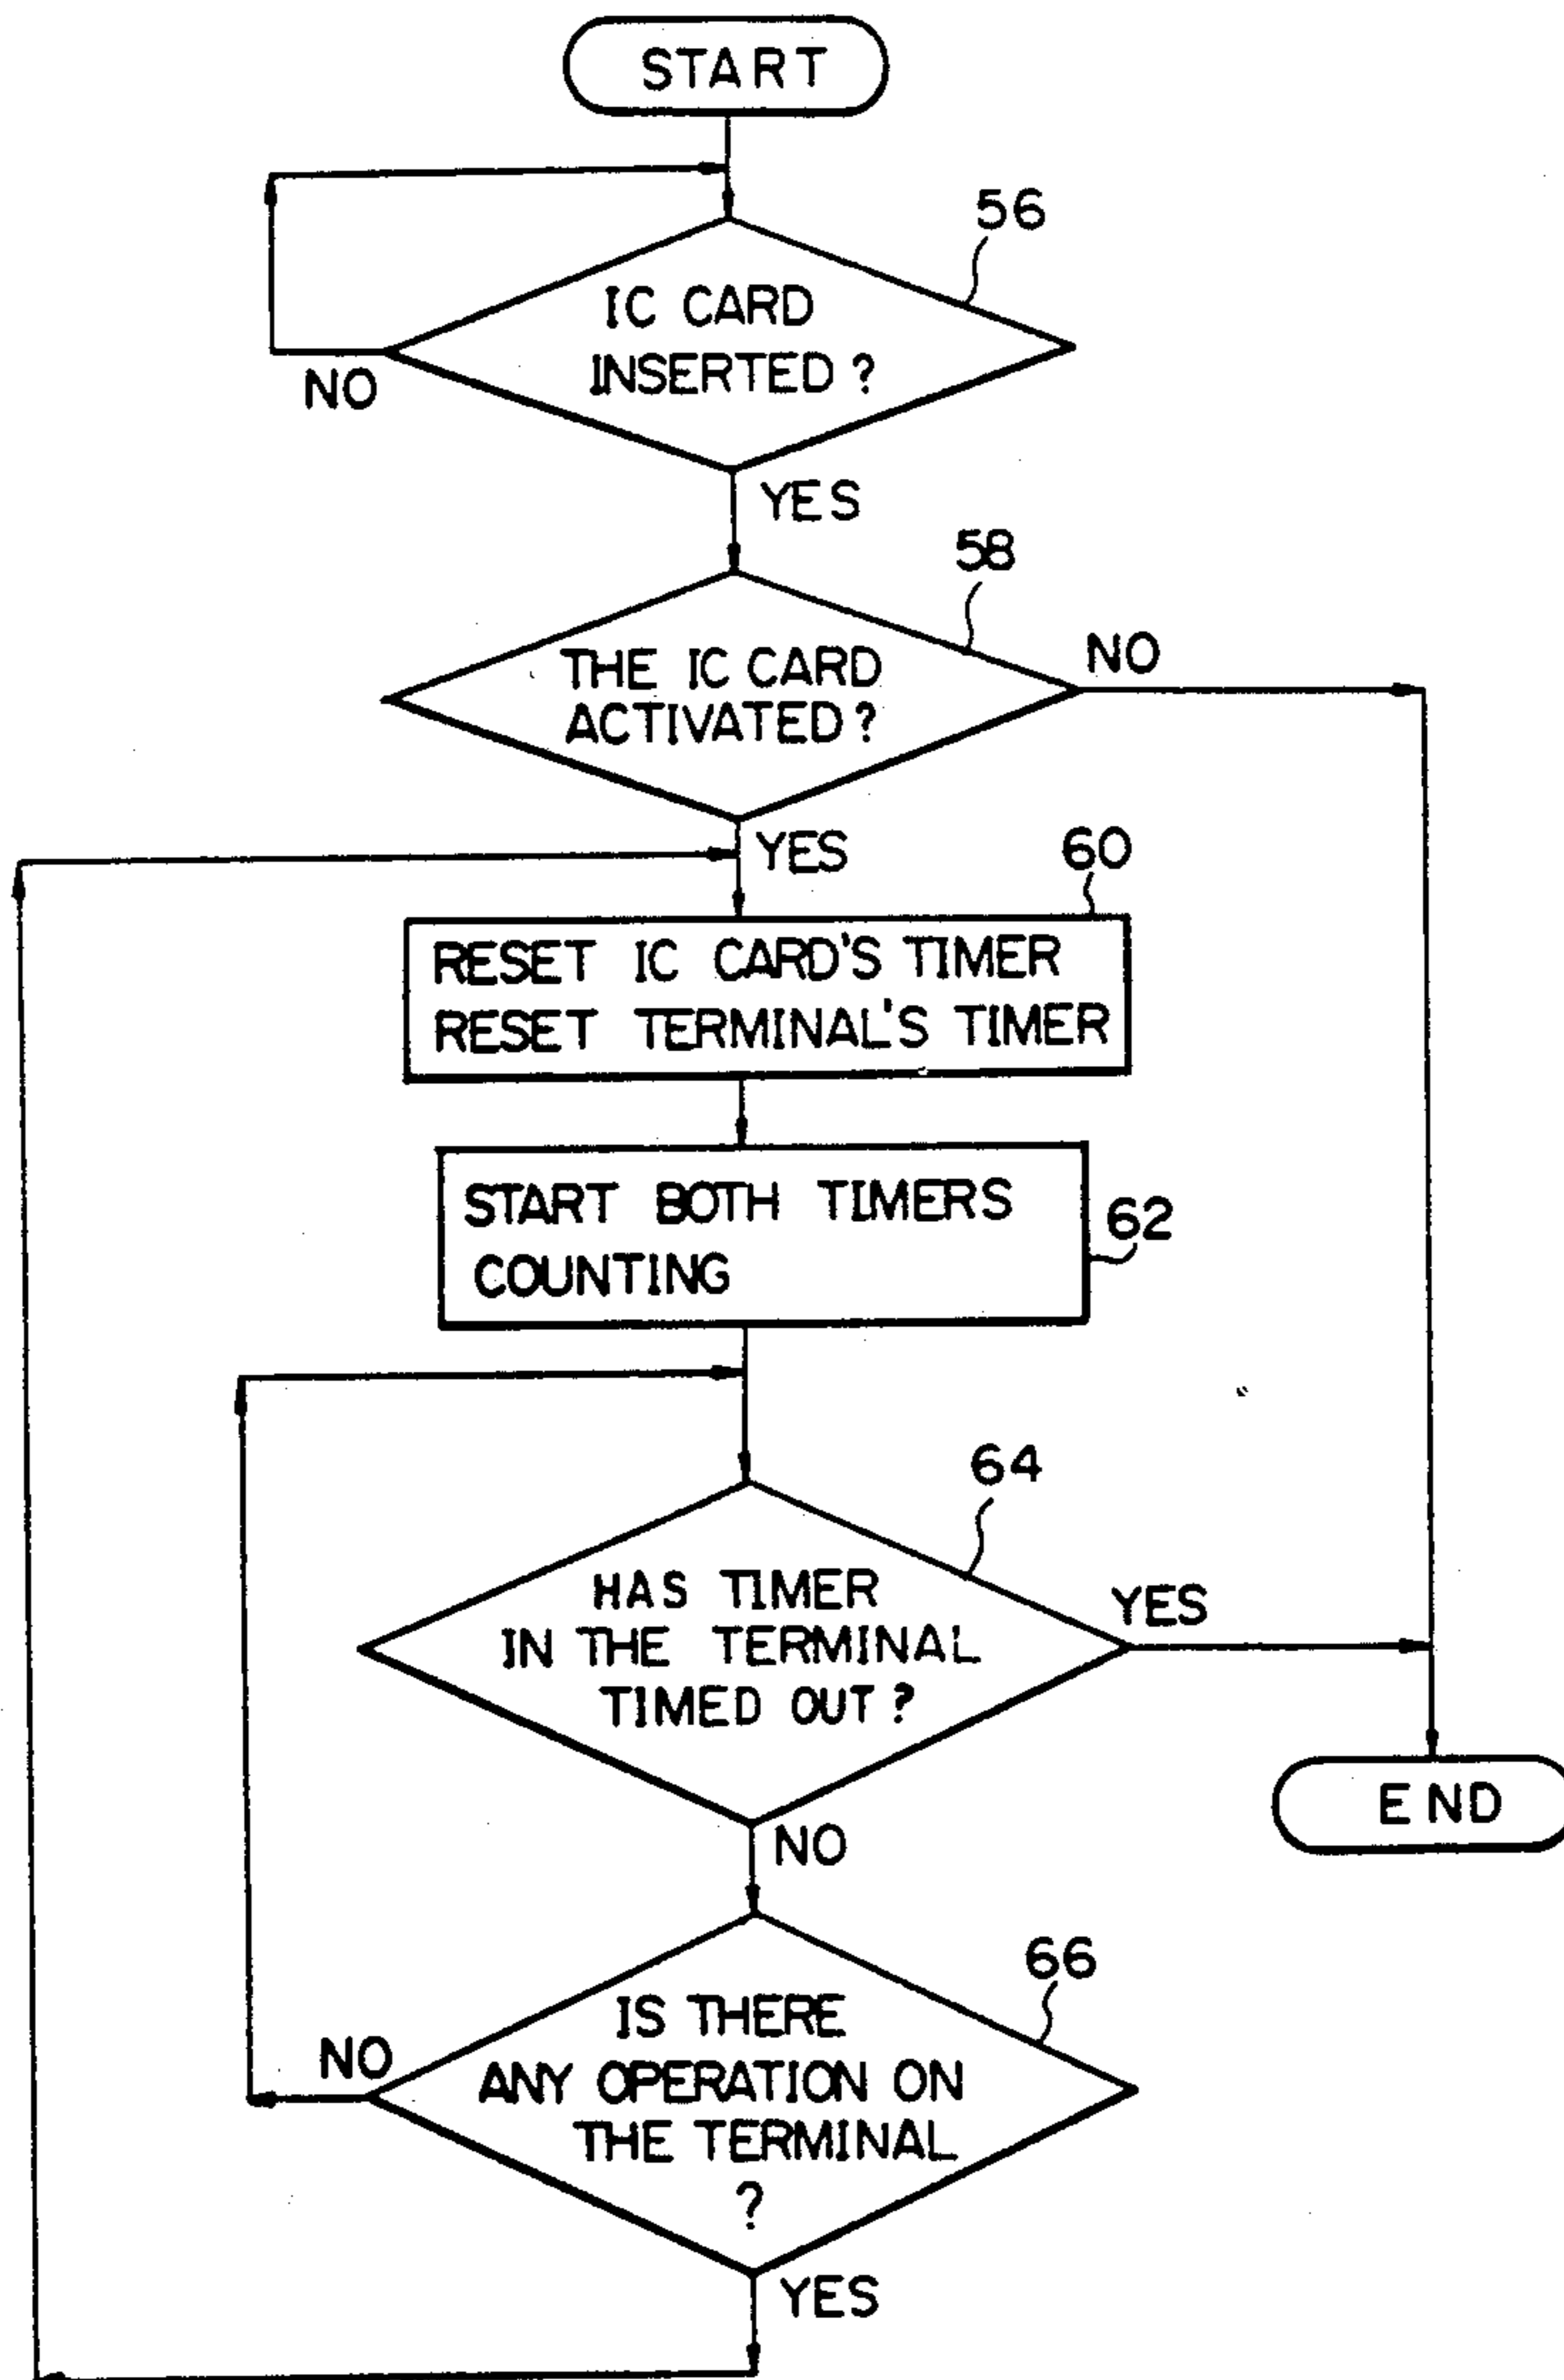 START
56
IC CARD
INSERTED ?
NO
YES
58
THE IC CARD
ACTIVATED ?
NO
YES
60
RESET IC CARD'S TIMER
RESET TERMINAL'S TIMER
START BOTH TIMERS
COUNTING
62
64
HAS TIMER
IN THE TERMINAL
TIMED OUT ?
YES
NO
END
66
IS THERE
ANY OPERATION ON
THE TERMINAL
?
NO
YES